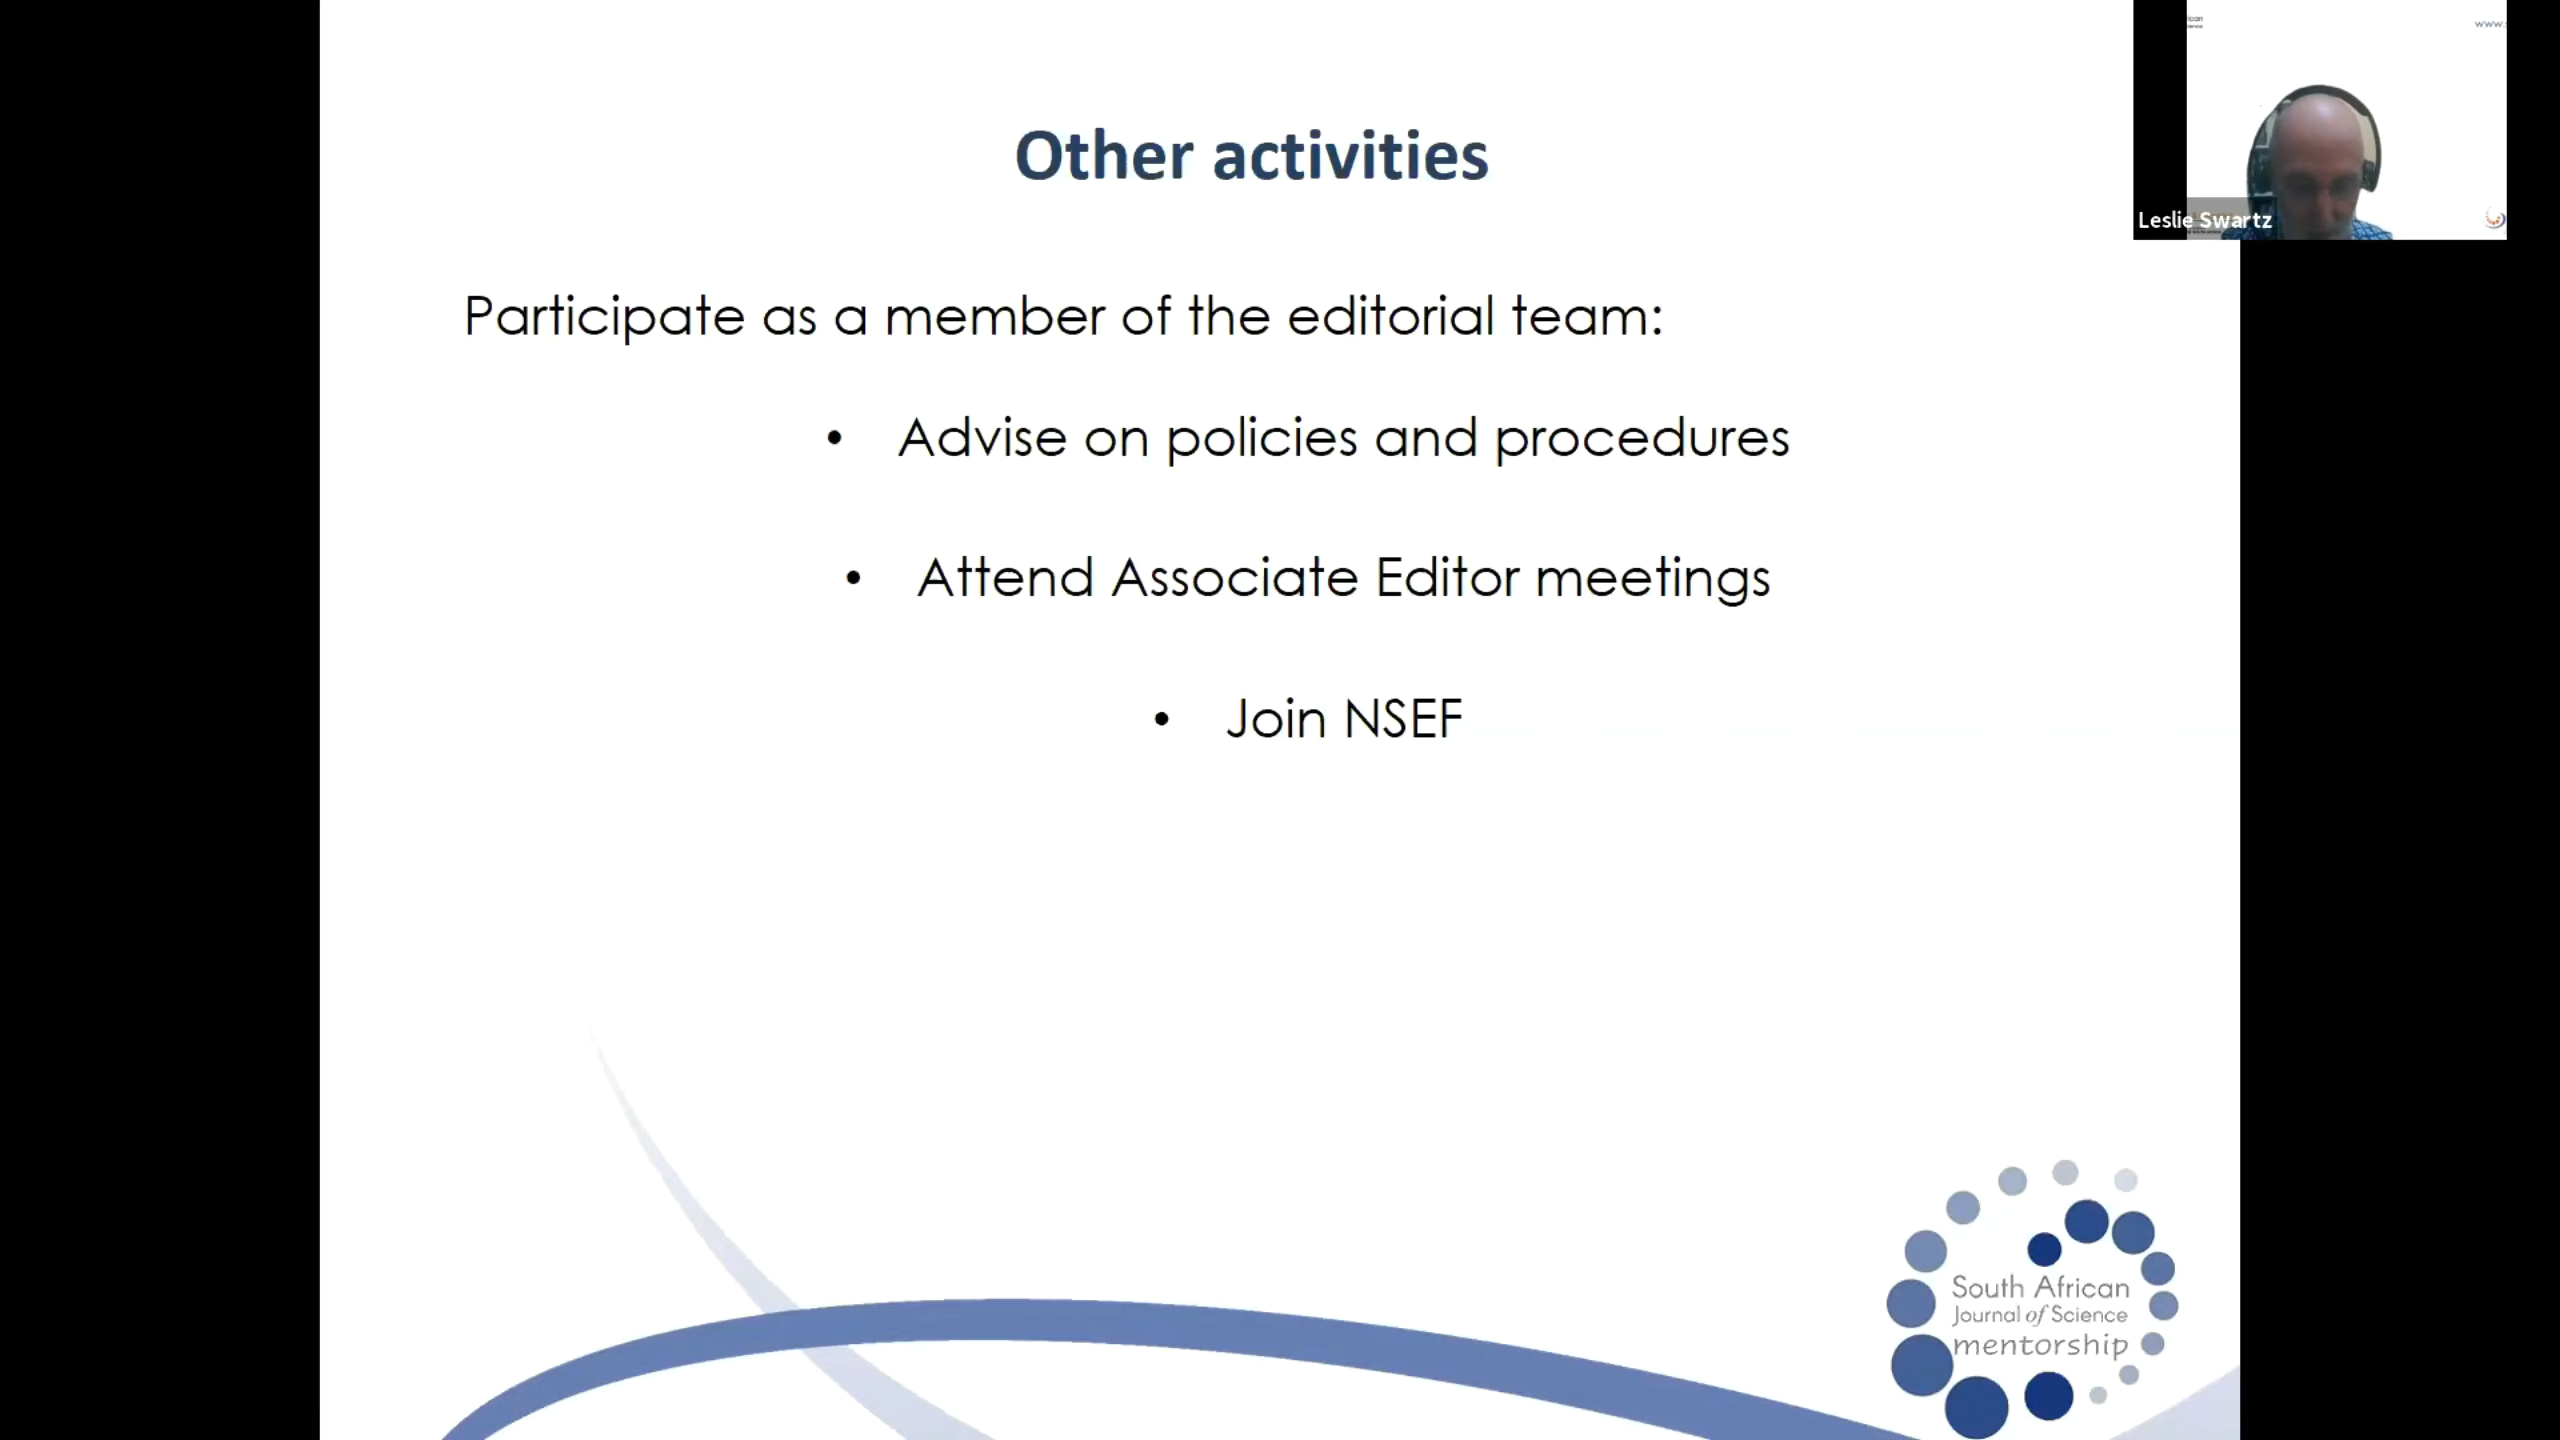 Other activities
Participate as a member of the editorial team:
• Advise on policies and procedures
• Attend Associate Editor meetings
• Join NSEF
www.
Leslie Swartz
South African
Journal of Science
mentorship